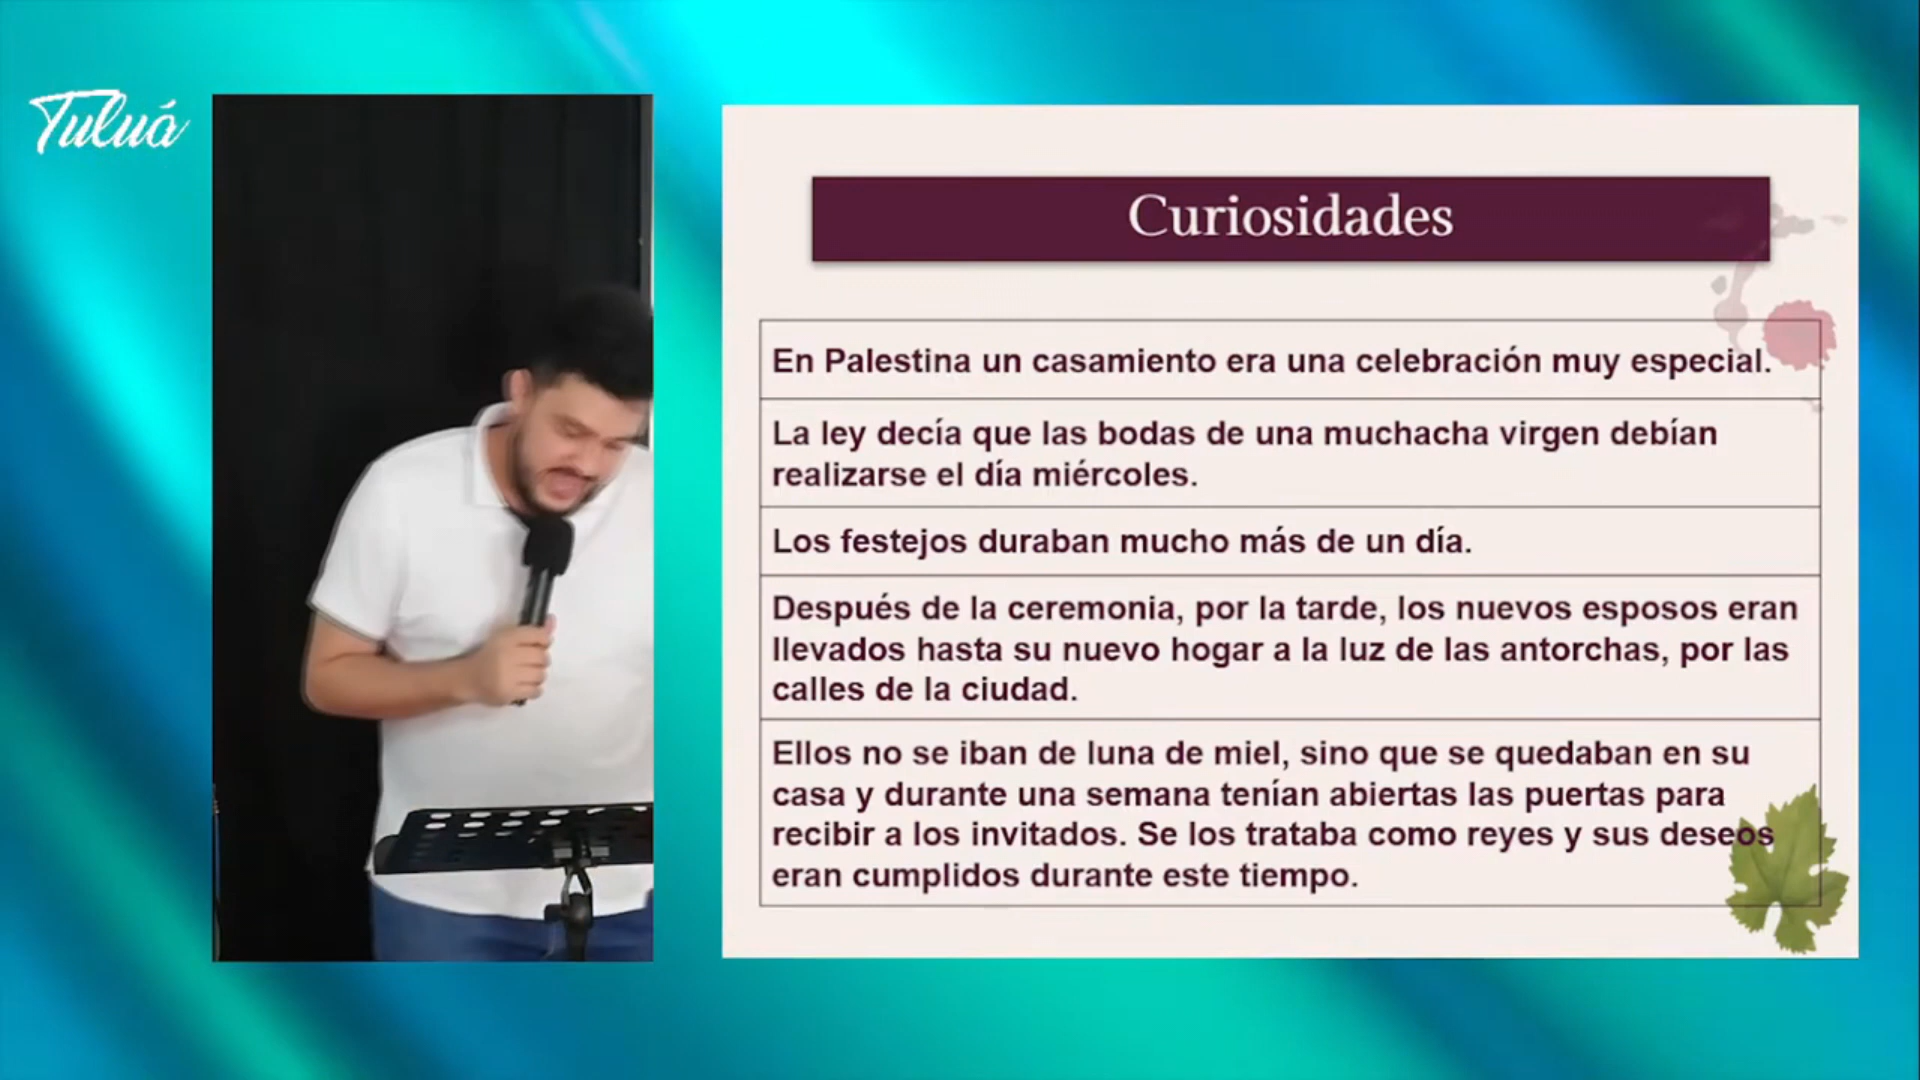 Tuluá
Curiosidades
En Palestina un casamiento era una celebración muy especial.
La ley decía que las bodas de una muchacha virgen debían
realizarse el día miércoles.
Los festejos duraban mucho más de un día.
Después de la ceremonia, por la tarde, los nuevos esposos eran
llevados hasta su nuevo hogar a la luz de las antorchas, por las
calles de la ciudad.
Ellos no se iban de luna de miel, sino que se quedaban en su
casa y durante una semana tenían abiertas las puertas para
recibir a los invitados. Se los trataba como reyes y sus deseos
eran cumplidos durante este tiempo.